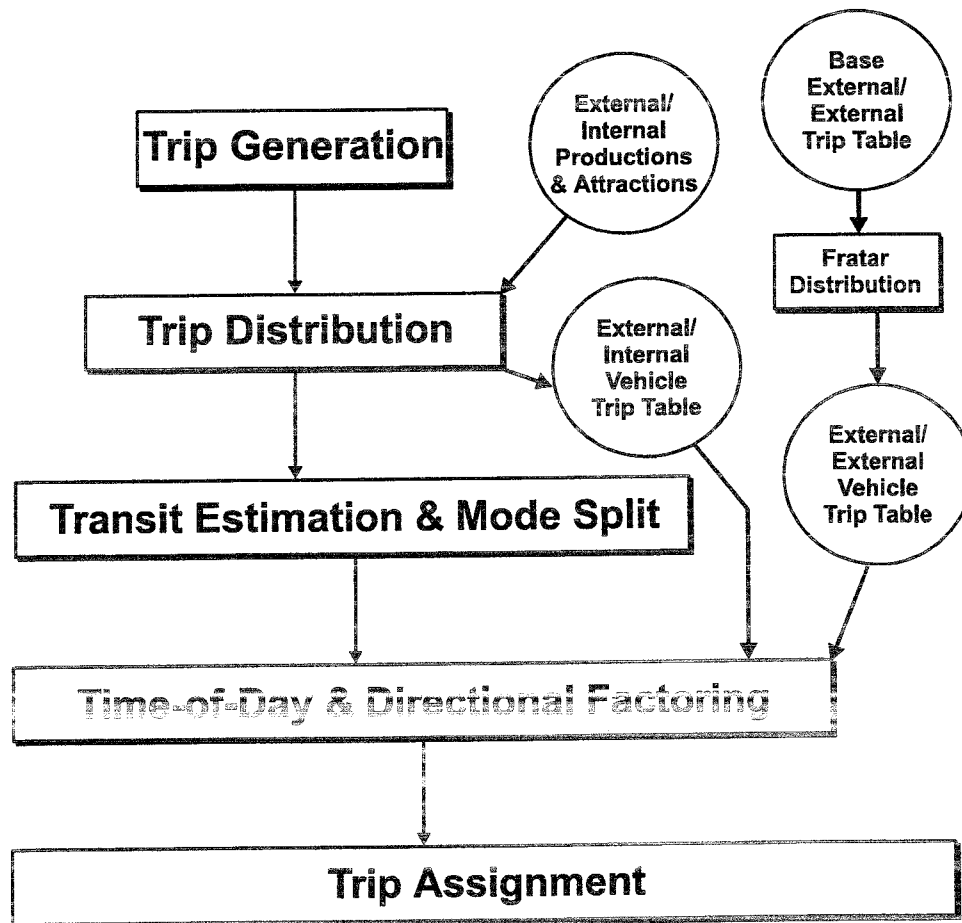 Base
External/
External
Trip Table
External/
Internal
Productions
& Attractions
Trip Generation
Fratar
Distribution
Trip Distribution
External/
Internal
Vehicle
Trip Table
External/
External
Vehicle
Trip Table
Transit Estimation & Mode Split
Time-of-Day & Directional Factoring
Trip Assignment